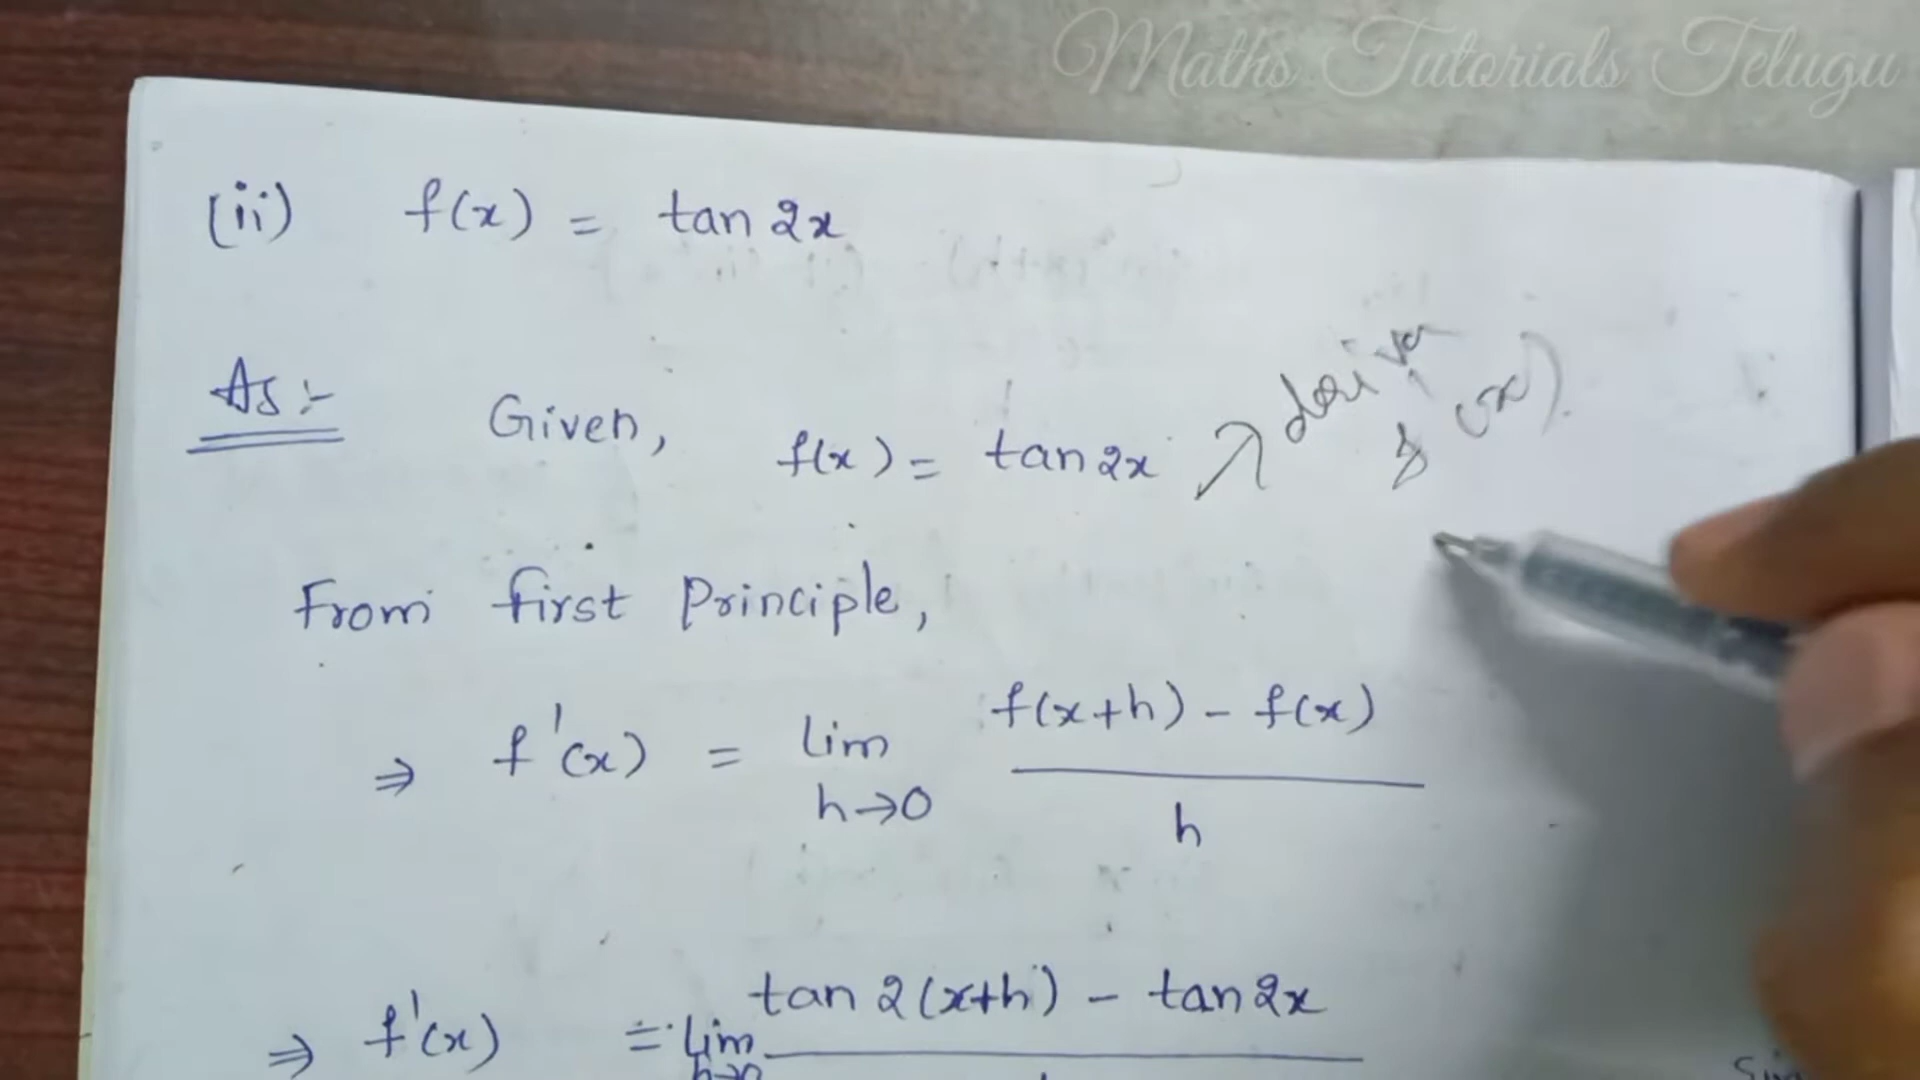 Maths Tutorials Telugu
(ii) f(x) = tan 2x
As:- Given, f(x) = tan 2x
From first Principle,
⇒ f'(x) = lim h→0 f(x+h) - f(x) / h
⇒ f'(x) = lim h→0 tan 2(x+h) - tan 2x